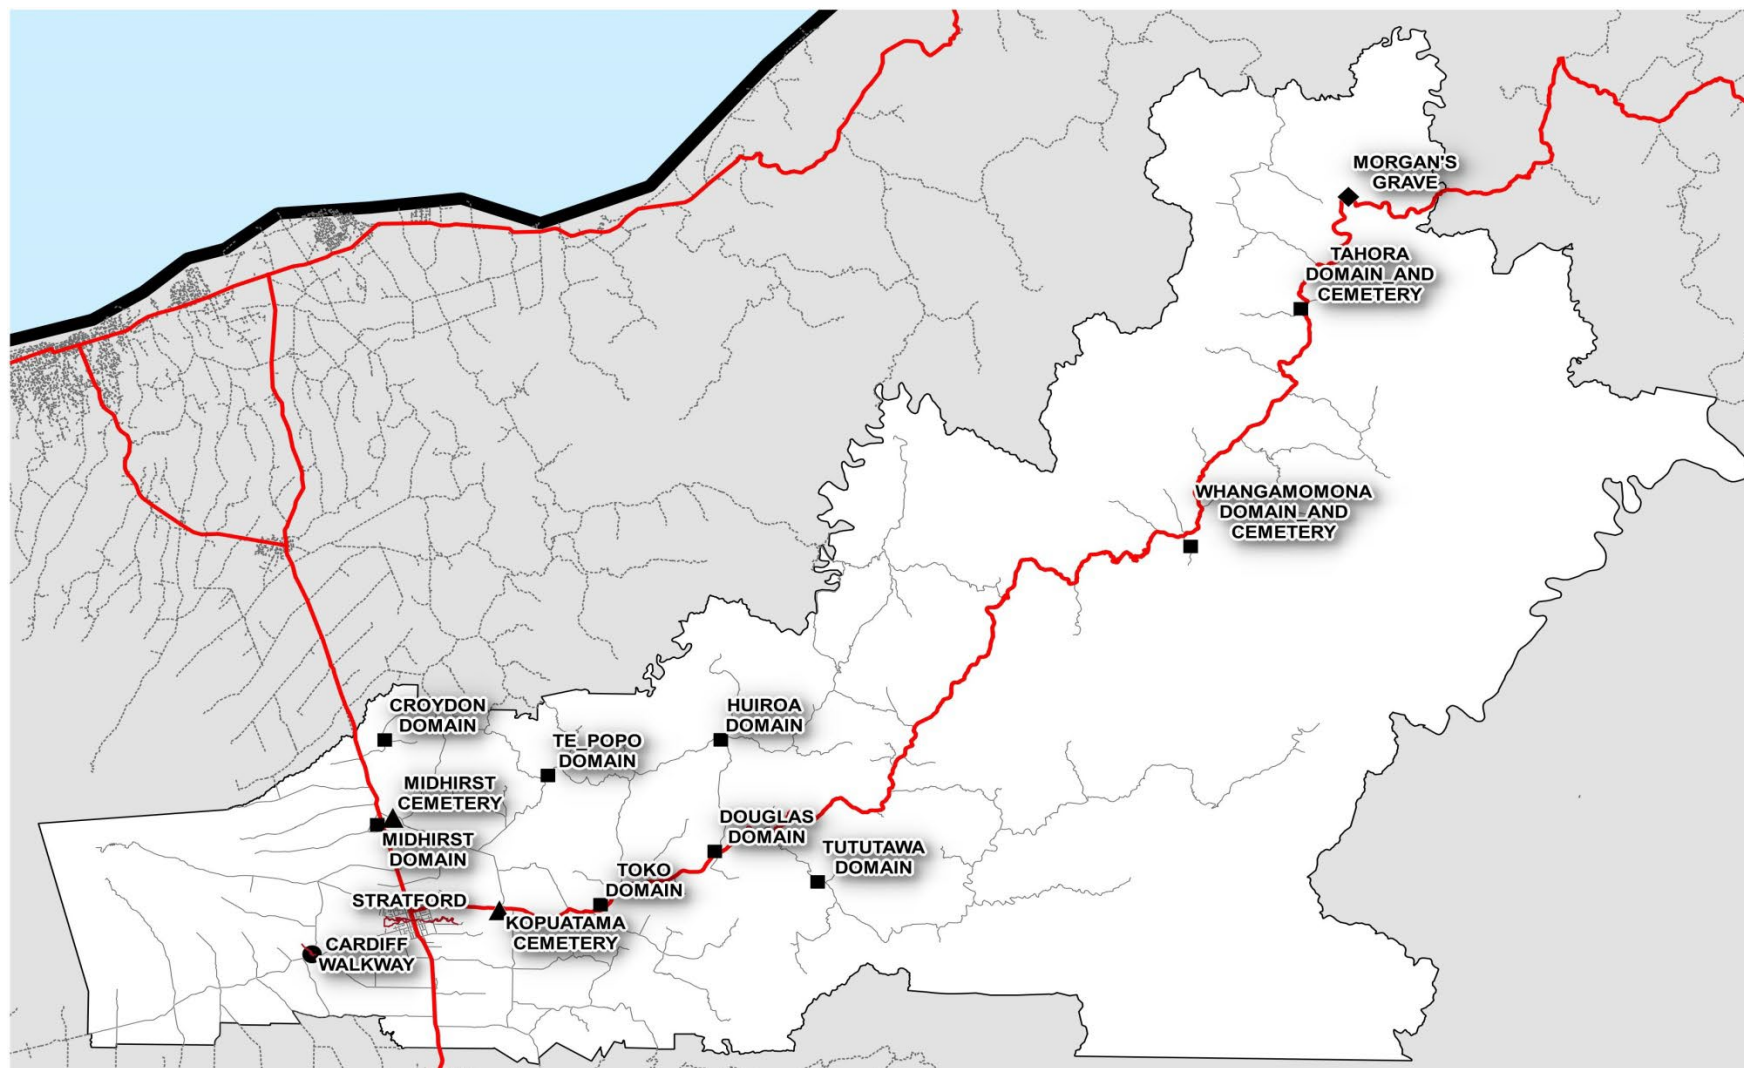 MORGAN'S
GRAVE
TAHORA
DOMAIN_AND
CEMETERY
WHANGAMOMONA
DOMAIN_AND
CEMETERY
CROYDON
DOMAIN
HUIROA
DOMAIN
TE_POPO
DOMAIN
MIDHIRST
CEMETERY
MIDHIRST
DOMAIN
DOUGLAS
DOMAIN
TUTUTAWA
DOMAIN
TOKO
DOMAIN
STRATFORD
KOPUATAMA
CEMETERY
CARDIFF
WALKWAY